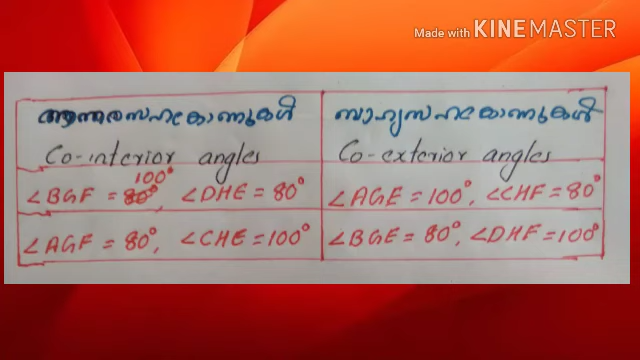 Made with KINEMASTER
ആന്തരസഹകോണുകൾ
Co-interior angles
ബാഹ്യസഹകോണുകൾ
Co-exterior angles
100°
∠BGF = 80°, ∠DHE = 80°
∠AGE = 100°, ∠CHF = 80°
∠AGF = 80°, ∠CHE = 100°
∠BGE = 80°, ∠DHF = 100°